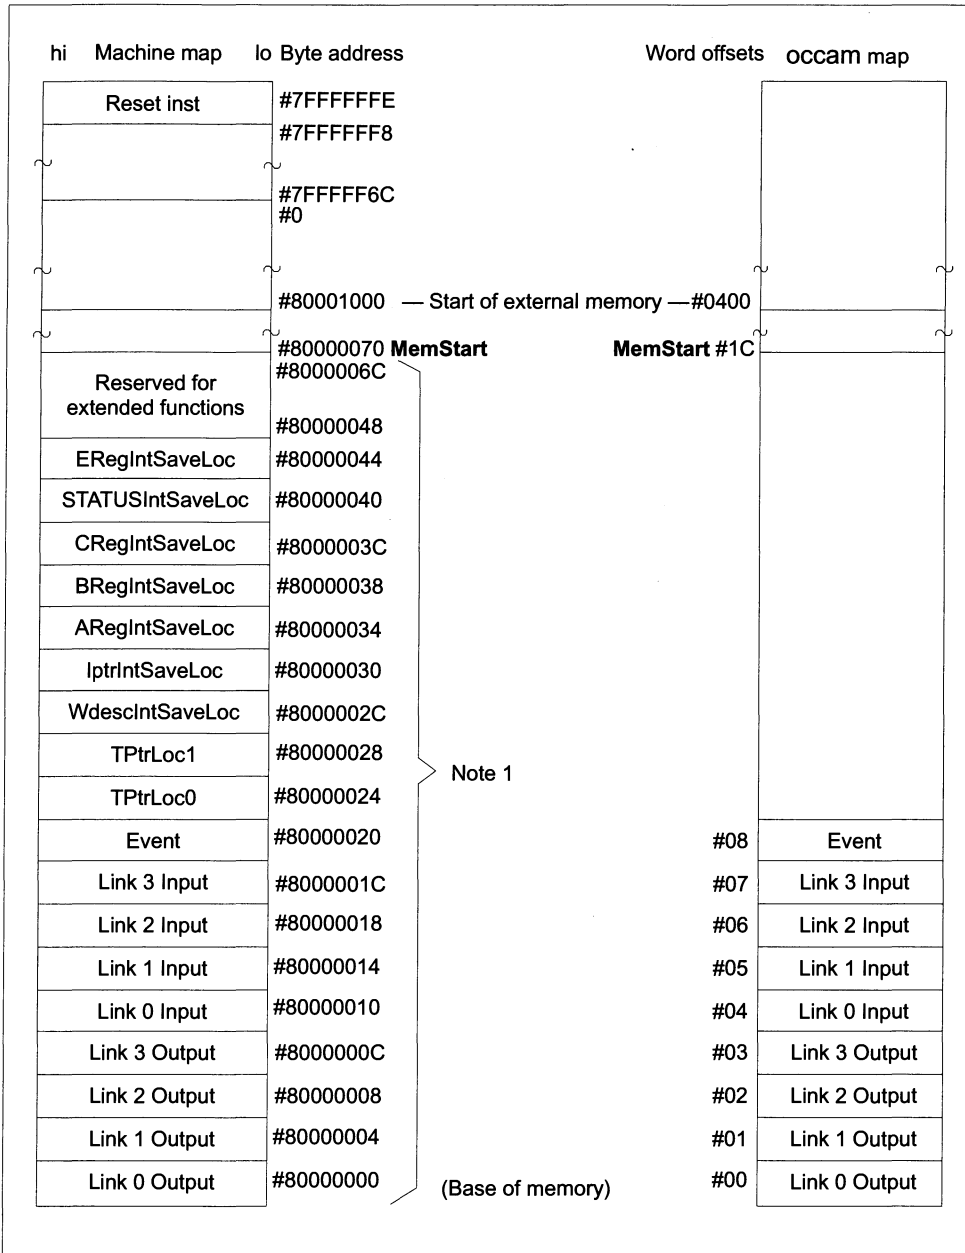 hi Machine map lo Byte address Word offsets occam map
Reset inst #7FFFFFFE
#7FFFFFF8
#7FFFFF6C
#0
#80001000 — Start of external memory — #0400
#80000070 MemStart MemStart #1C
Reserved for #8000006C
extended functions
#80000048
ERegIntSaveLoc #80000044
STATUSIntSaveLoc #80000040
CRegIntSaveLoc #8000003C
BRegIntSaveLoc #80000038
ARegIntSaveLoc #80000034
IptrIntSaveLoc #80000030
WdescIntSaveLoc #8000002C
TPtrLoc1 #80000028
Note 1
TPtrLoc0 #80000024
Event #80000020 #08 Event
Link 3 Input #8000001C #07 Link 3 Input
Link 2 Input #80000018 #06 Link 2 Input
Link 1 Input #80000014 #05 Link 1 Input
Link 0 Input #80000010 #04 Link 0 Input
Link 3 Output #8000000C #03 Link 3 Output
Link 2 Output #80000008 #02 Link 2 Output
Link 1 Output #80000004 #01 Link 1 Output
Link 0 Output #80000000 (Base of memory) #00 Link 0 Output